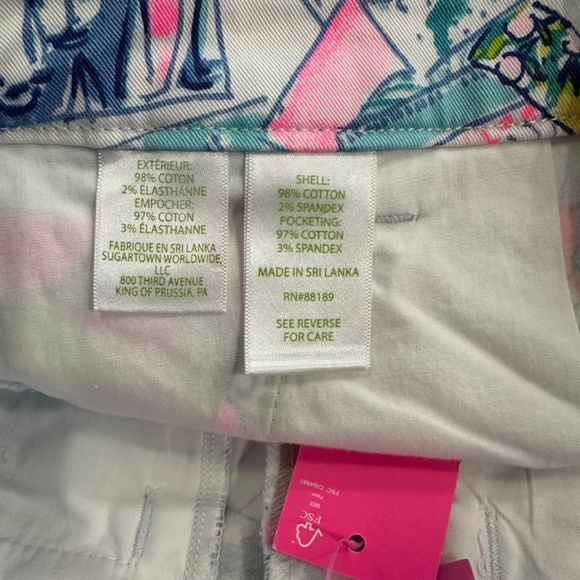 EXTÉRIEUR:
98% COTON
2% ÉLASTHANNE
EMPOCHER:
97% COTON
3% ÉLASTHANNE
FABRIQUE EN SRI LANKA
SUGARTOWN WORLDWIDE,
LLC
800 THIRD AVENUE
KING OF PRUSSIA, PA
SHELL:
98% COTTON
2% SPANDEX
POCKETING:
97% COTTON
3% SPANDEX
MADE IN SRI LANKA
RN#88189
SEE REVERSE
FOR CARE
FSC
MIX
Paper